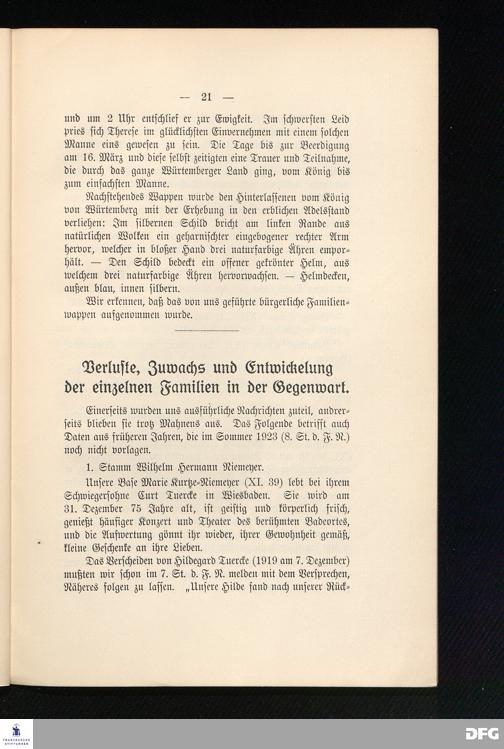 — 21 —
und um 2 Uhr entschlief er zur Ewigkeit. Im schwersten Leid
pries sich Therese im glücklichsten Einvernehmen mit einem solchen
Manne eins gewesen zu sein. Die Tage bis zur Beerdigung
am 16. März und diese selbst zeitigten eine Trauer und Teilnahme,
die durch das ganze Würtemberger Land ging, vom König bis
zum einfachsten Manne.
Nachstehendes Wappen wurde den Hinterlassenen vom König
von Würtemberg mit der Erhebung in den erblichen Adelsstand
verliehen: Im silbernen Schild bricht am linken Rande aus
natürlichen Wolken ein geharnischter eingebogener rechter Arm
hervor, welcher in bloßer Hand drei naturfarbige Ähren empor-
hält. — Den Schild bedeckt ein offener gekrönter Helm, aus
welchem drei naturfarbige Ähren hervorwachsen. — Helmdecken,
außen blau, innen silbern.
Wir erkennen, daß das von uns geführte bürgerliche Familien-
wappen aufgenommen wurde.
Verluste, Zuwachs und Entwickelung
der einzelnen Familien in der Gegenwart.
Einerseits wurden uns ausführliche Nachrichten zuteil, andrer-
seits blieben sie trotz Mahnens aus. Das Folgende betrifft auch
Daten aus früheren Jahren, die im Sommer 1923 (8. St. d. F. N.)
noch nicht vorlagen.
1. Stamm Wilhelm Hermann Niemeyer.
Unsere Base Marie Kurtze-Niemeyer (XI. 39) lebt bei ihrem
Schwiegersohne Curt Tuercke in Wiesbaden. Sie wird am
31. Dezember 75 Jahre alt, ist geistig und körperlich frisch,
genießt häufiger Konzert und Theater des berühmten Badeortes,
und die Aufwertung gönnt ihr wieder, ihrer Gewohnheit gemäß,
kleine Geschenke an ihre Lieben.
Das Verscheiden von Hildegard Tuercke (1919 am 7. Dezember)
mußten wir schon im 7. St. d. F. N. melden mit dem Versprechen,
Näheres folgen zu lassen. „Unsere Hilde fand nach unserer Rück-
FRANCKESCHE
STIFTUNGEN
DFG